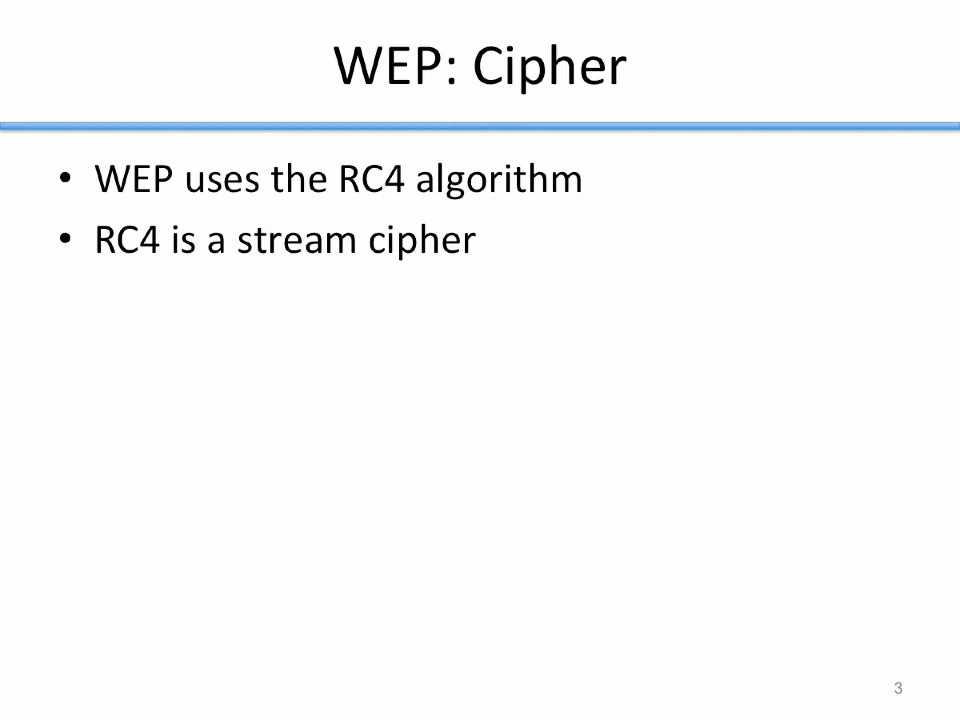 WEP: Cipher
• WEP uses the RC4 algorithm
• RC4 is a stream cipher
3